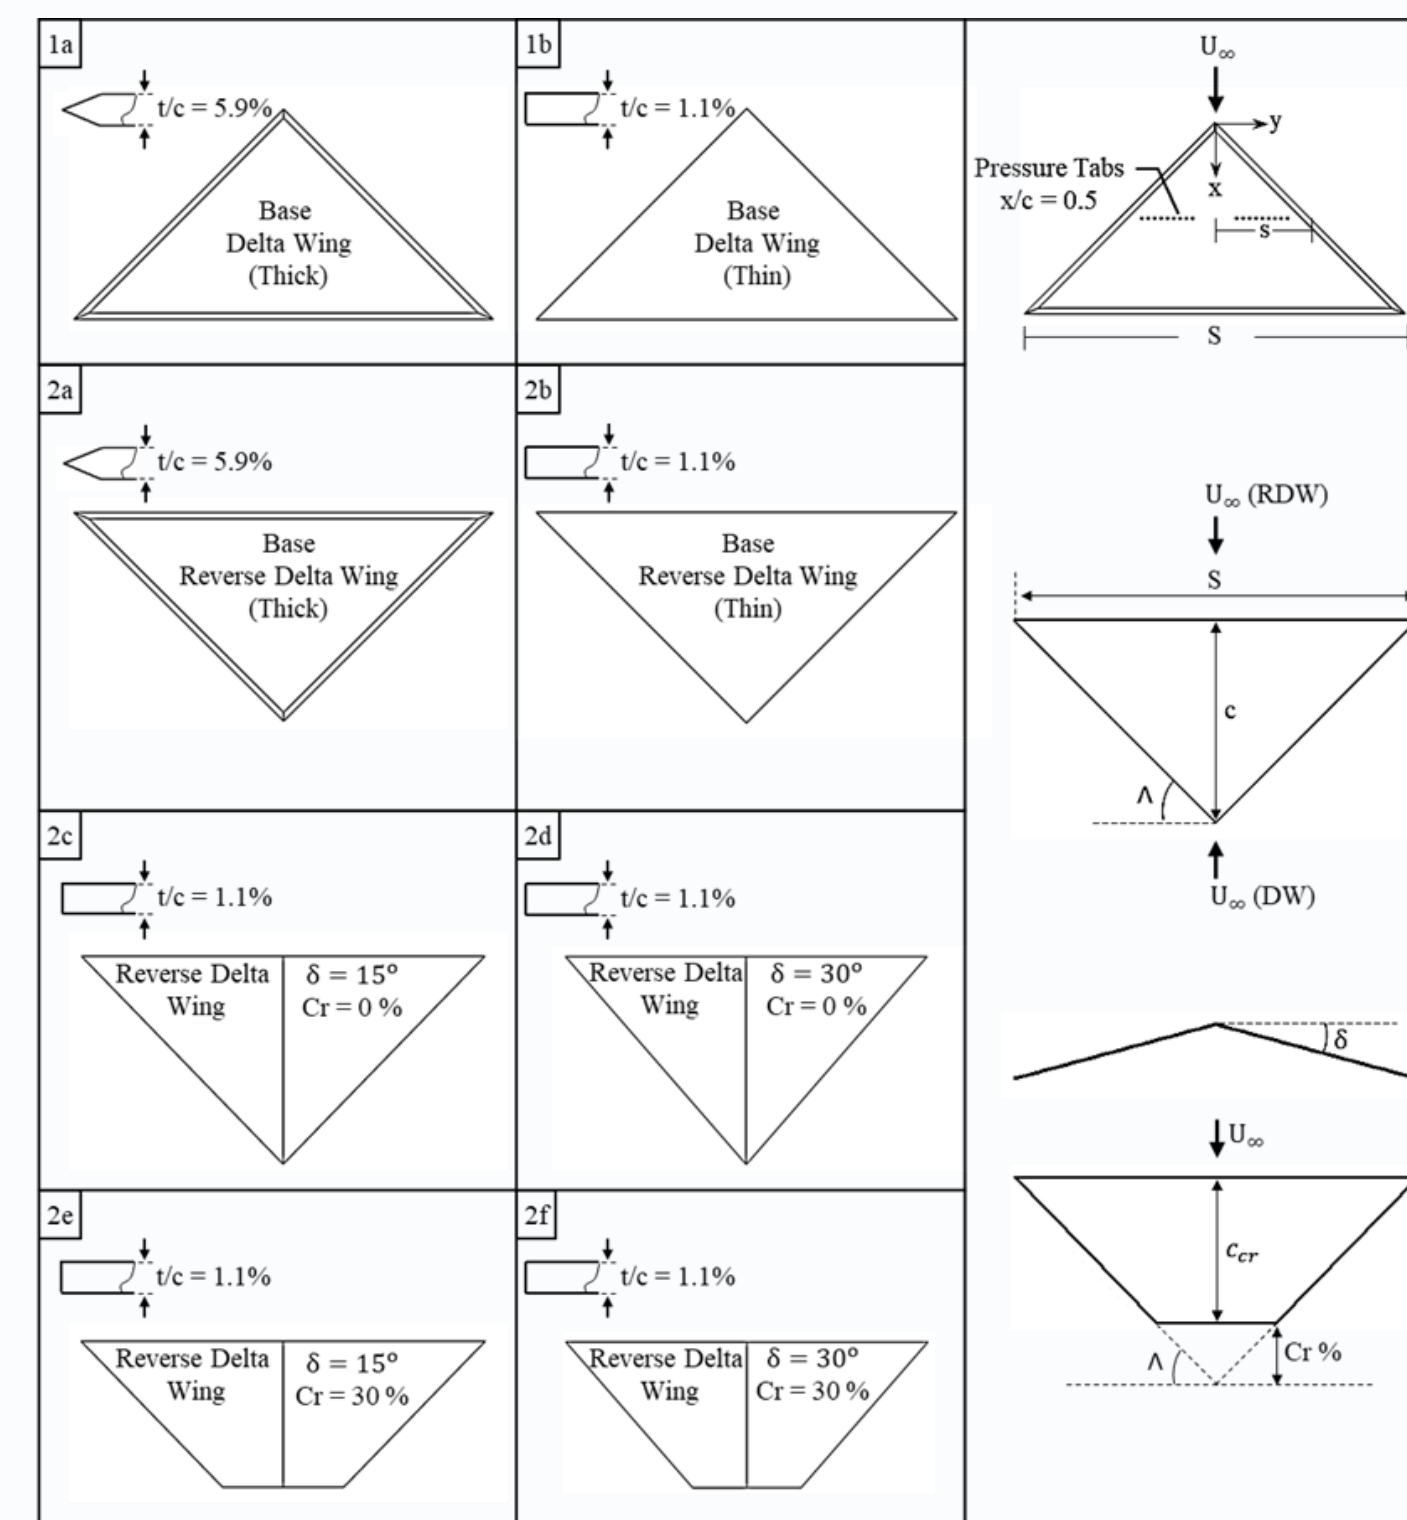 1a
t/c = 5.9%
Base
Delta Wing
(Thick)
1b
t/c = 1.1%
Base
Delta Wing
(Thin)
U∞
y
Pressure Tabs
x/c = 0.5
x
s
S
2a
t/c = 5.9%
Base
Reverse Delta Wing
(Thick)
2b
t/c = 1.1%
Base
Reverse Delta Wing
(Thin)
U∞ (RDW)
S
c
Λ
U∞ (DW)
2c
t/c = 1.1%
Reverse Delta
Wing
δ = 15°
Cr = 0 %
2d
t/c = 1.1%
Reverse Delta
Wing
δ = 30°
Cr = 0 %
δ
U∞
2e
t/c = 1.1%
Reverse Delta
Wing
δ = 15°
Cr = 30 %
2f
t/c = 1.1%
Reverse Delta
Wing
δ = 30°
Cr = 30 %
c_cr
Λ
Cr %